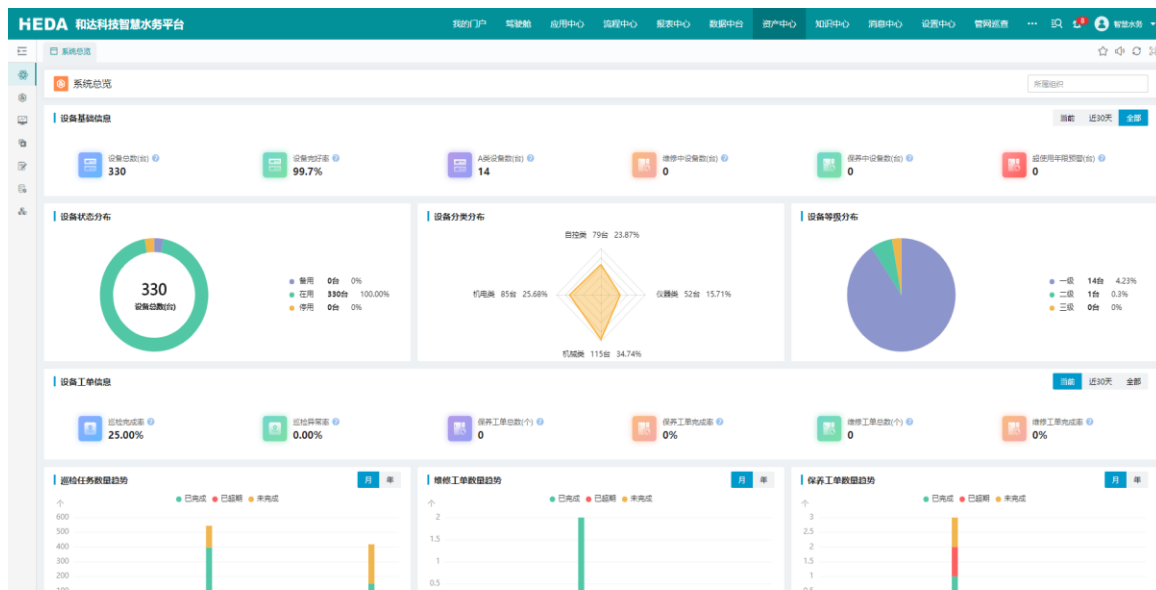 HEDA 和达科技智慧水务平台
我的门户 驾驶舱 应用中心 流程中心 报表中心 数据中台 资产中心 知识中心 消息中心 设置中心 管网巡查 ··· 8 智慧水务
系统总览
系统总览
所属组织
设备基础信息
当前 近30天 全部
设备总数(台)
330
设备完好率
99.7%
A类设备数(台)
14
维修中设备数(台)
0
保养中设备数(台)
0
超使用年限预警(台)
0
设备状态分布
330
设备总数(台)
备用 0台 0%
在用 330台 100.00%
停用 0台 0%
设备分类分布
自控类 79台 23.87%
机电类 85台 25.68%
仪器类 52台 15.71%
机械类 115台 34.74%
设备等级分布
一级 14台 4.23%
二级 1台 0.3%
三级 0台 0%
设备工单信息
当前 近30天 全部
巡检完成率
25.00%
巡检异常率
0.00%
保养工单总数(个)
0
保养工单完成率
0%
维修工单总数(个)
0
维修工单完成率
0%
巡检任务数量趋势
月 年
已完成 已超期 未完成
个
600
500
400
300
200
100
维修工单数量趋势
月 年
已完成 已超期 未完成
个
2
1.5
1
0.5
保养工单数量趋势
月 年
已完成 已超期 未完成
个
3
2.5
2
1.5
1
0.5